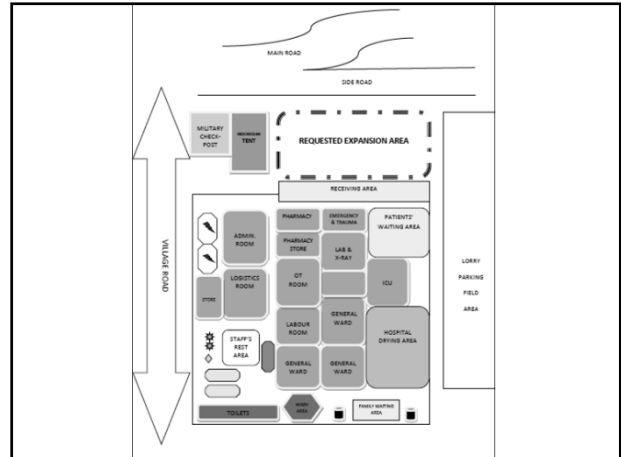 MAIN ROAD
SIDE ROAD
MILITARY
CHECK-
POST
TENT
REQUESTED EXPANSION AREA
RECEIVING AREA
VILLAGE ROAD
ADMIN.
ROOM
PHARMACY
EMERGENCY
& TRAUMA
PATIENTS'
WAITING AREA
PHARMACY
STORE
LAB &
X-RAY
LOGISTICS
ROOM
OT
ROOM
ICU
STORE
LORRY
PARKING
FIELD
AREA
STAFF'S
REST
AREA
LABOUR
ROOM
GENERAL
WARD
HOSPITAL
DRYING AREA
GENERAL
WARD
GENERAL
WARD
TOILETS
WASH
AREA
FAMILY WAITING
AREA